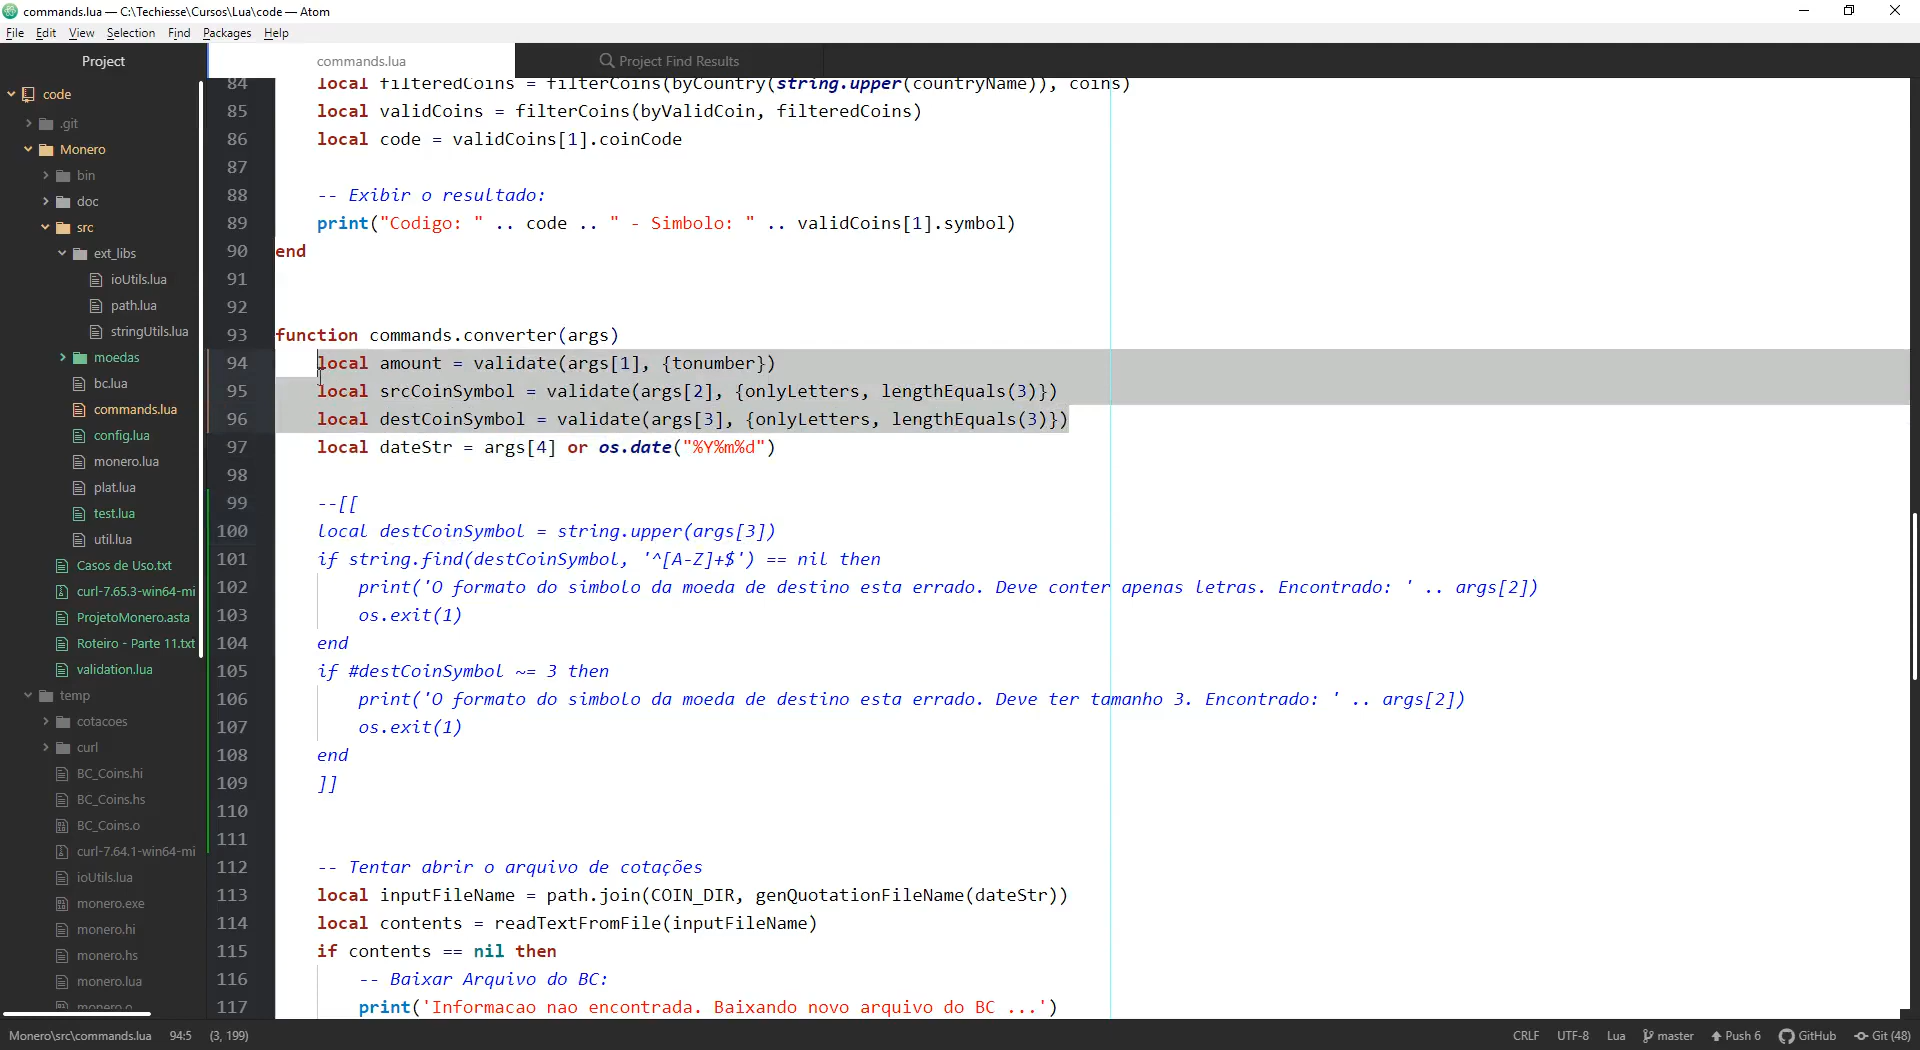 commands.lua — C:\Techiesse\Cursos\Lua\code — Atom
File Edit View Selection Find Packages Help
Project
commands.lua
Project Find Results
code
.git
Monero
bin
doc
src
ext_libs
ioUtils.lua
path.lua
stringUtils.lua
moedas
bc.lua
commands.lua
config.lua
monero.lua
plat.lua
test.lua
util.lua
Casos de Uso.txt
curl-7.65.3-win64-mi
ProjetoMonero.asta
Roteiro - Parte 11.txt
validation.lua
temp
cotacoes
curl
BC_Coins.hi
BC_Coins.hs
BC_Coins.o
curl-7.64.1-win64-mi
ioUtils.lua
monero.exe
monero.hi
monero.hs
monero.lua
monero.o
84 local filteredCoins = filterCoins(byCountry(string.upper(countryName)), coins)
85 local validCoins = filterCoins(byValidCoin, filteredCoins)
86 local code = validCoins[1].coinCode
87
88 -- Exibir o resultado:
89 print("Codigo: " .. code .. " - Simbolo: " .. validCoins[1].symbol)
90 end
91
92
93 function commands.converter(args)
94 local amount = validate(args[1], {tonumber})
95 local srcCoinSymbol = validate(args[2], {onlyLetters, lengthEquals(3)})
96 local destCoinSymbol = validate(args[3], {onlyLetters, lengthEquals(3)})
97 local dateStr = args[4] or os.date("%Y%m%d")
98
99 --[[
100 local destCoinSymbol = string.upper(args[3])
101 if string.find(destCoinSymbol, '^[A-Z]+$') == nil then
102 print('O formato do simbolo da moeda de destino esta errado. Deve conter apenas letras. Encontrado: ' .. args[2])
103 os.exit(1)
104 end
105 if #destCoinSymbol ~= 3 then
106 print('O formato do simbolo da moeda de destino esta errado. Deve ter tamanho 3. Encontrado: ' .. args[2])
107 os.exit(1)
108 end
109 ]]
110
111
112 -- Tentar abrir o arquivo de cotações
113 local inputFileName = path.join(COIN_DIR, genQuotationFileName(dateStr))
114 local contents = readTextFromFile(inputFileName)
115 if contents == nil then
116 -- Baixar Arquivo do BC:
117 print('Informacao nao encontrada. Baixando novo arquivo do BC ...')
Monero\src\commands.lua 94:5 (3, 199)
CRLF UTF-8 Lua master Push 6 GitHub Git (48)